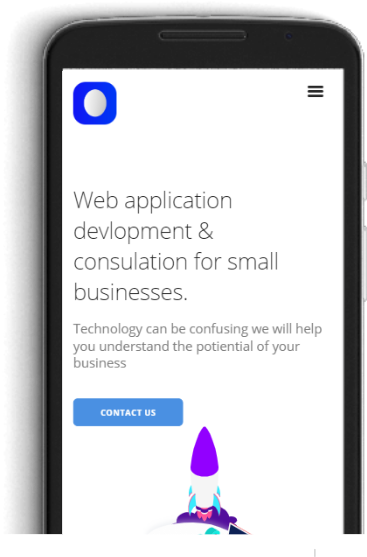 Web application
devlopment &
consulation for small
businesses.
Technology can be confusing we will help
you understand the potiential of your
business
CONTACT US